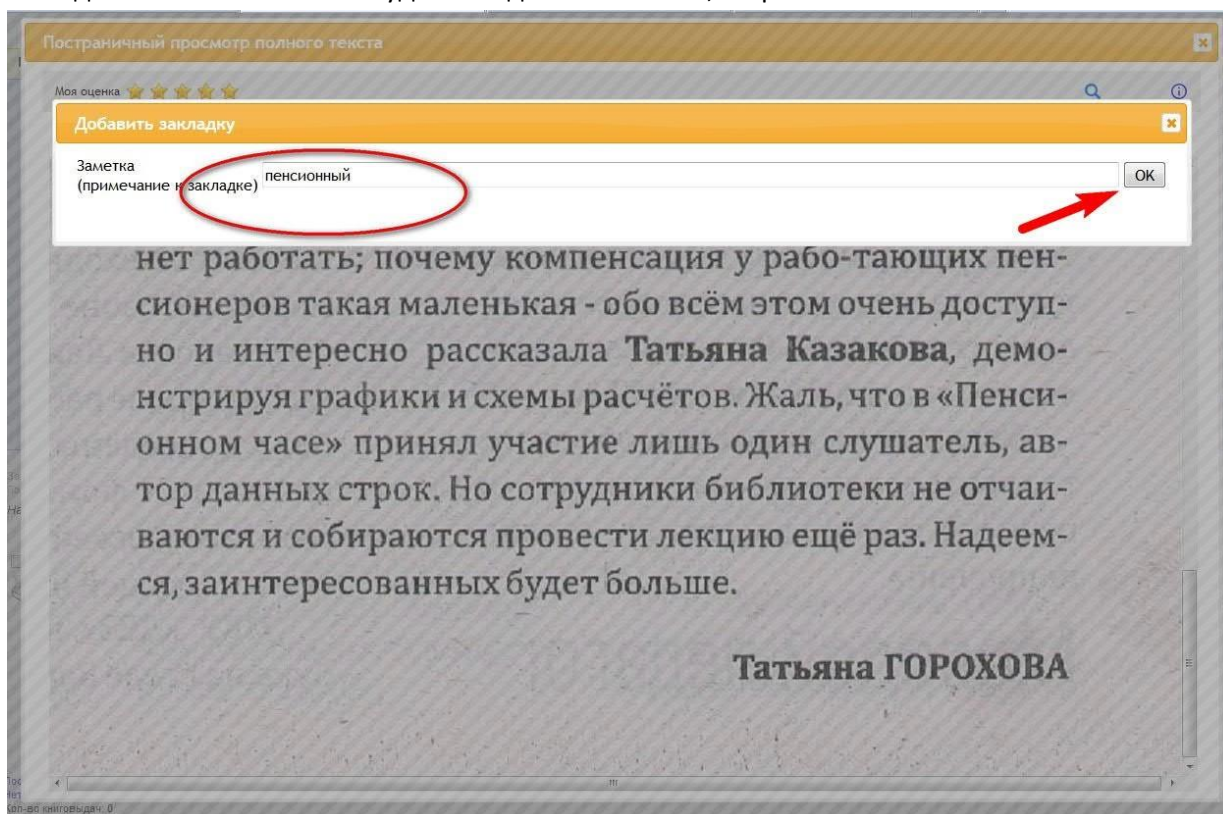 Постраничный просмотр полного текста
Моя оценка
Добавить закладку
Заметка
(примечание к закладке) пенсионный OK
нет работать; почему компенсация у рабо-тающих пен-
сионеров такая маленькая - обо всём этом очень доступ-
но и интересно рассказала Татьяна Казакова, демо-
нстрируя графики и схемы расчётов. Жаль, что в «Пенси-
онном часе» принял участие лишь один слушатель, ав-
тор данных строк. Но сотрудники библиотеки не отчаи-
ваются и собираются провести лекцию ещё раз. Надеем-
ся, заинтересованных будет больше.
Татьяна ГОРОХОВА
Кол-во книговыдач: 0